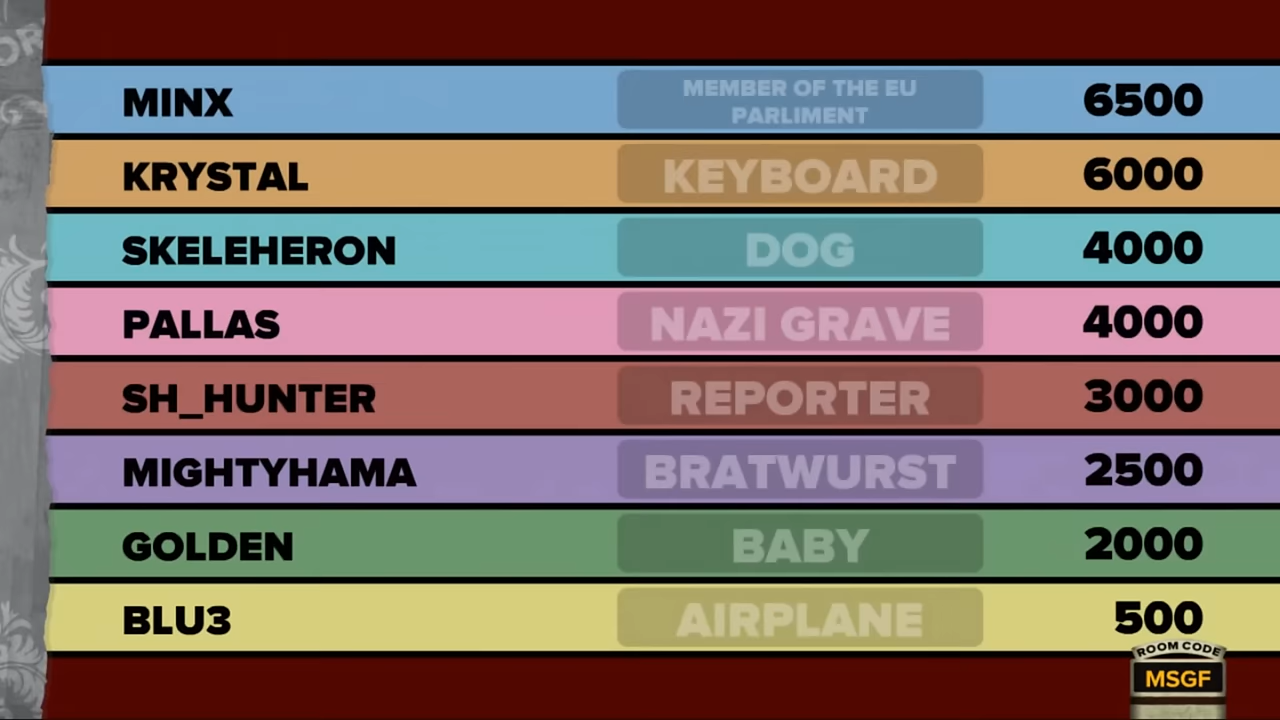 MINX
MEMBER OF THE EU
PARLIMENT
6500
KRYSTAL
KEYBOARD
6000
SKELEHERON
DOG
4000
PALLAS
NAZI GRAVE
4000
SH_HUNTER
REPORTER
3000
MIGHTYHAMA
BRATWURST
2500
GOLDEN
BABY
2000
BLU3
AIRPLANE
500
ROOM CODE
MSGF